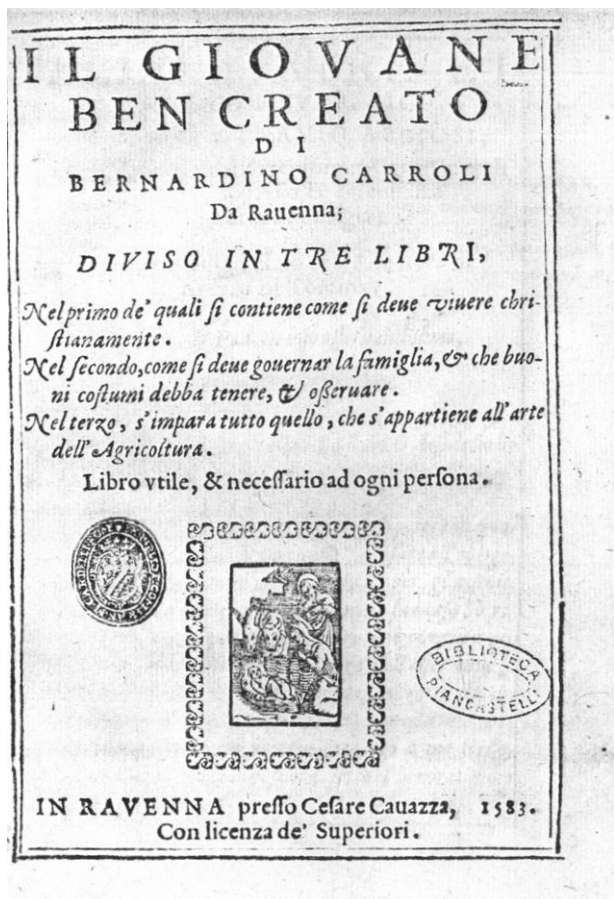 IL GIOVANE
BEN CREATO
DI
BERNARDINO CARROLI
Da Rauenna;
DIVISO IN TRE LIBRI,
Nel primo de' quali ſi contiene come ſi deue viuere chri-
ſtianamente.
Nel ſecondo, come ſi deue gouernar la famiglia, & che buo-
ni coſtumi debba tenere, & oſseruare.
Nel terzo, s'impara tutto quello, che s'appartiene all'arte
dell'Agricoltura.
Libro vtile, & neceſſario ad ogni perſona.
BIBLIOTECA
PIANCASTELLI
IN RAVENNA preſſo Ceſare Cauazza, 1583.
Con licenza de' Superiori.